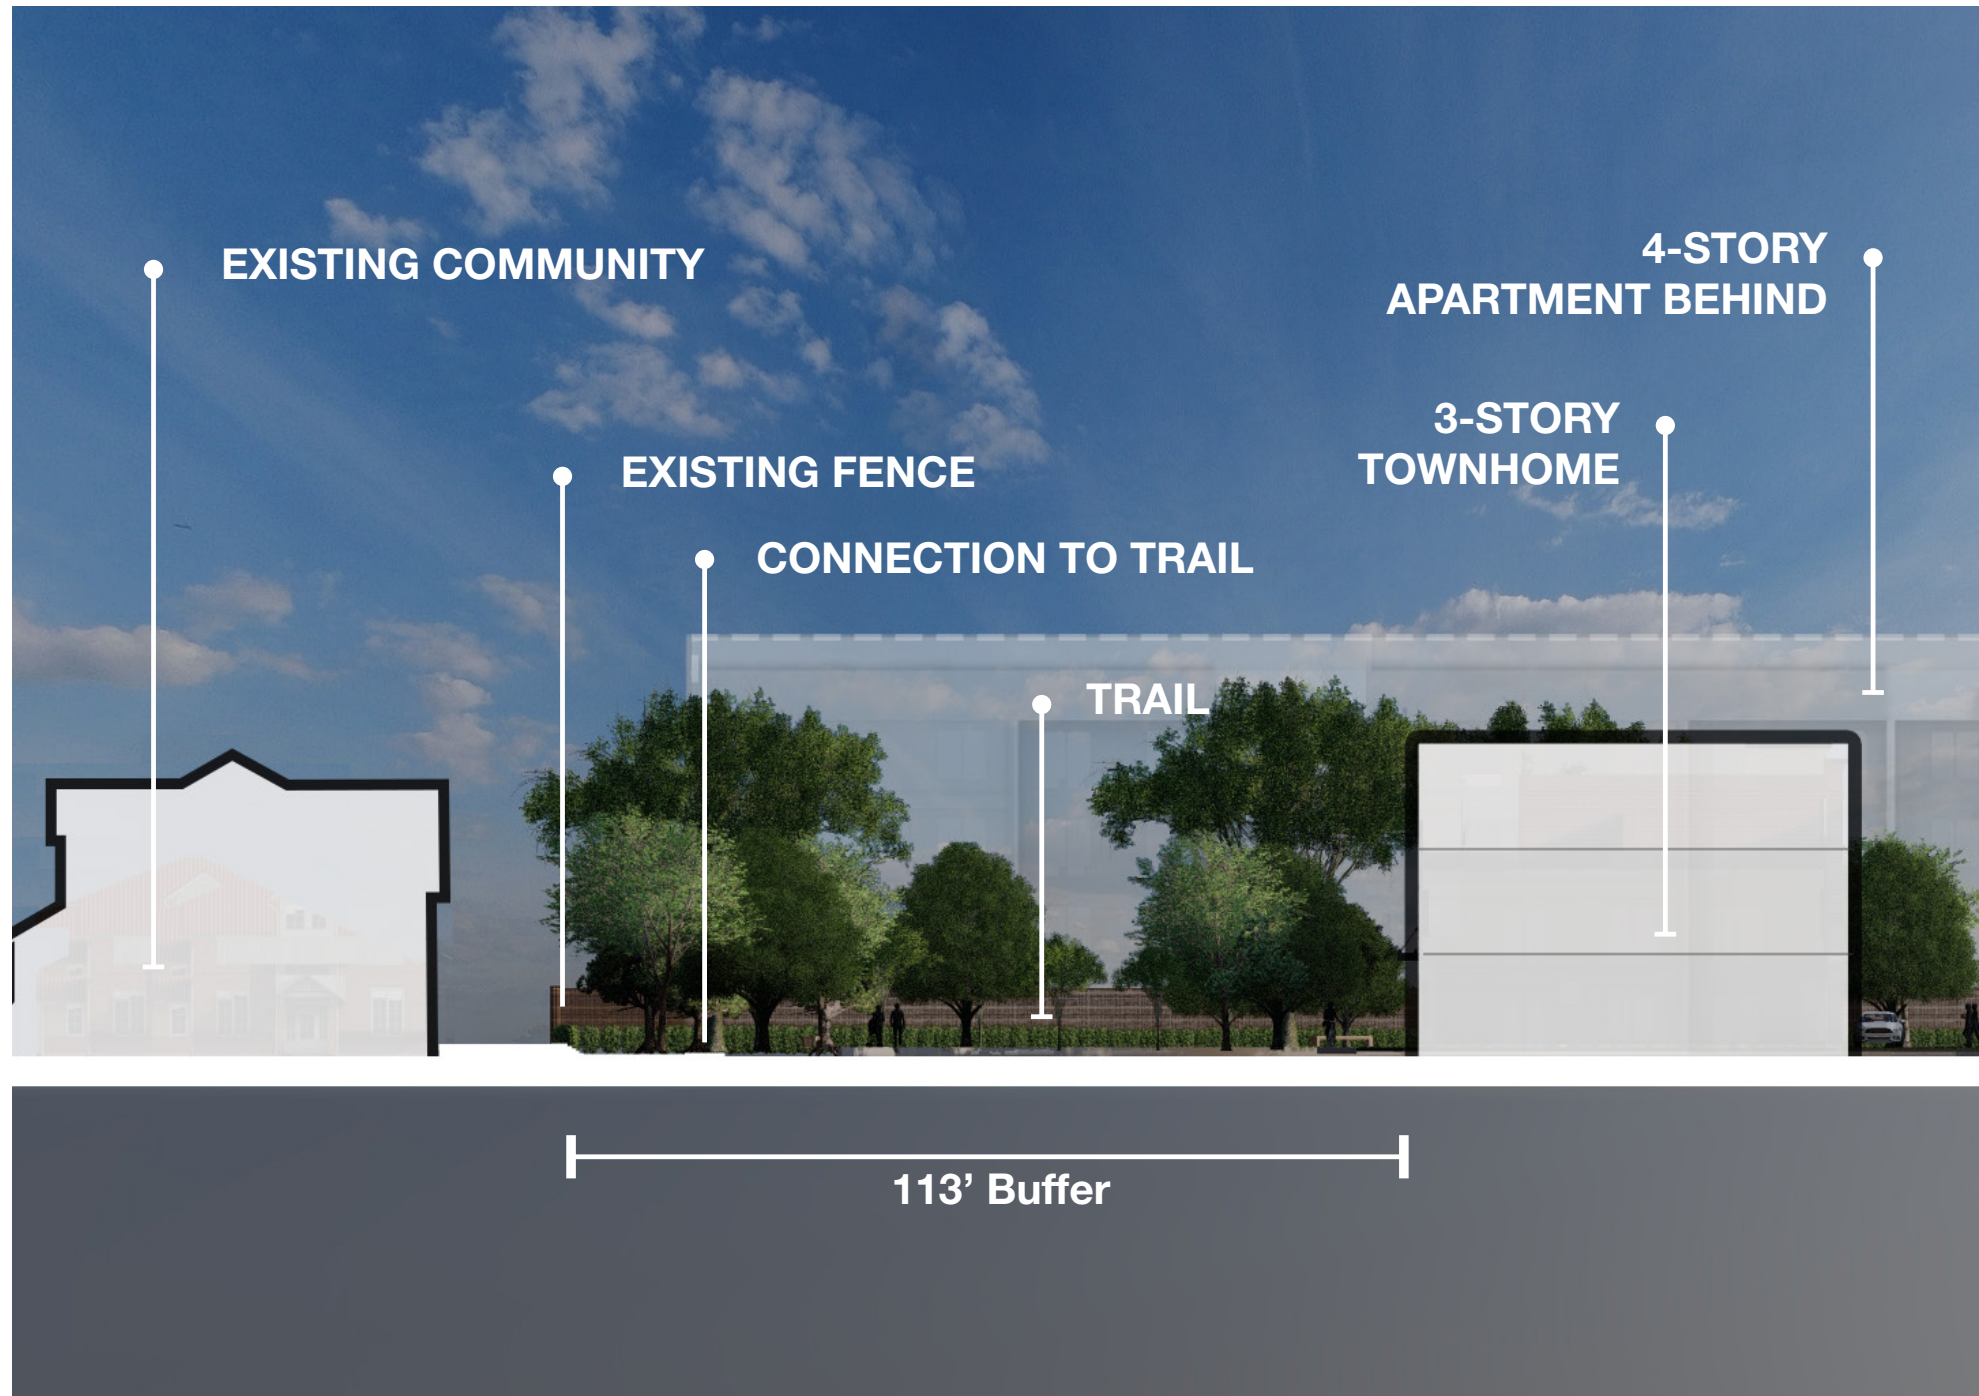 4-STORY
APARTMENT BEHIND
EXISTING COMMUNITY
3-STORY
TOWNHOME
EXISTING FENCE
CONNECTION TO TRAIL
TRAIL
113’ Buffer